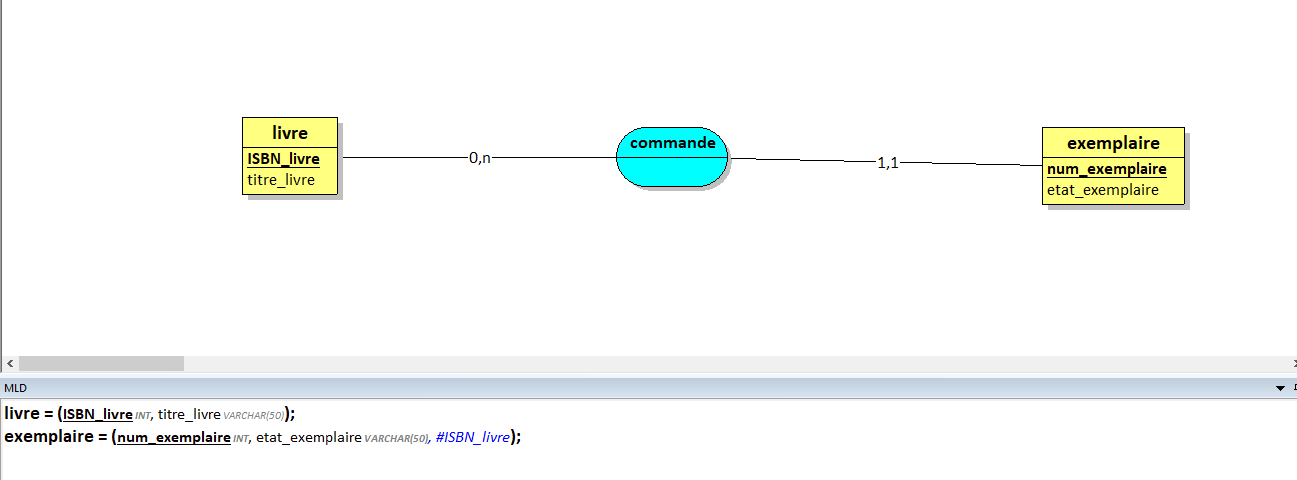 livre
ISBN_livre
titre_livre
0,n
commande
1,1
exemplaire
num_exemplaire
etat_exemplaire
MLD
livre = (ISBN_livre INT, titre_livre VARCHAR(50));
exemplaire = (num_exemplaire INT, etat_exemplaire VARCHAR(50), #ISBN_livre);